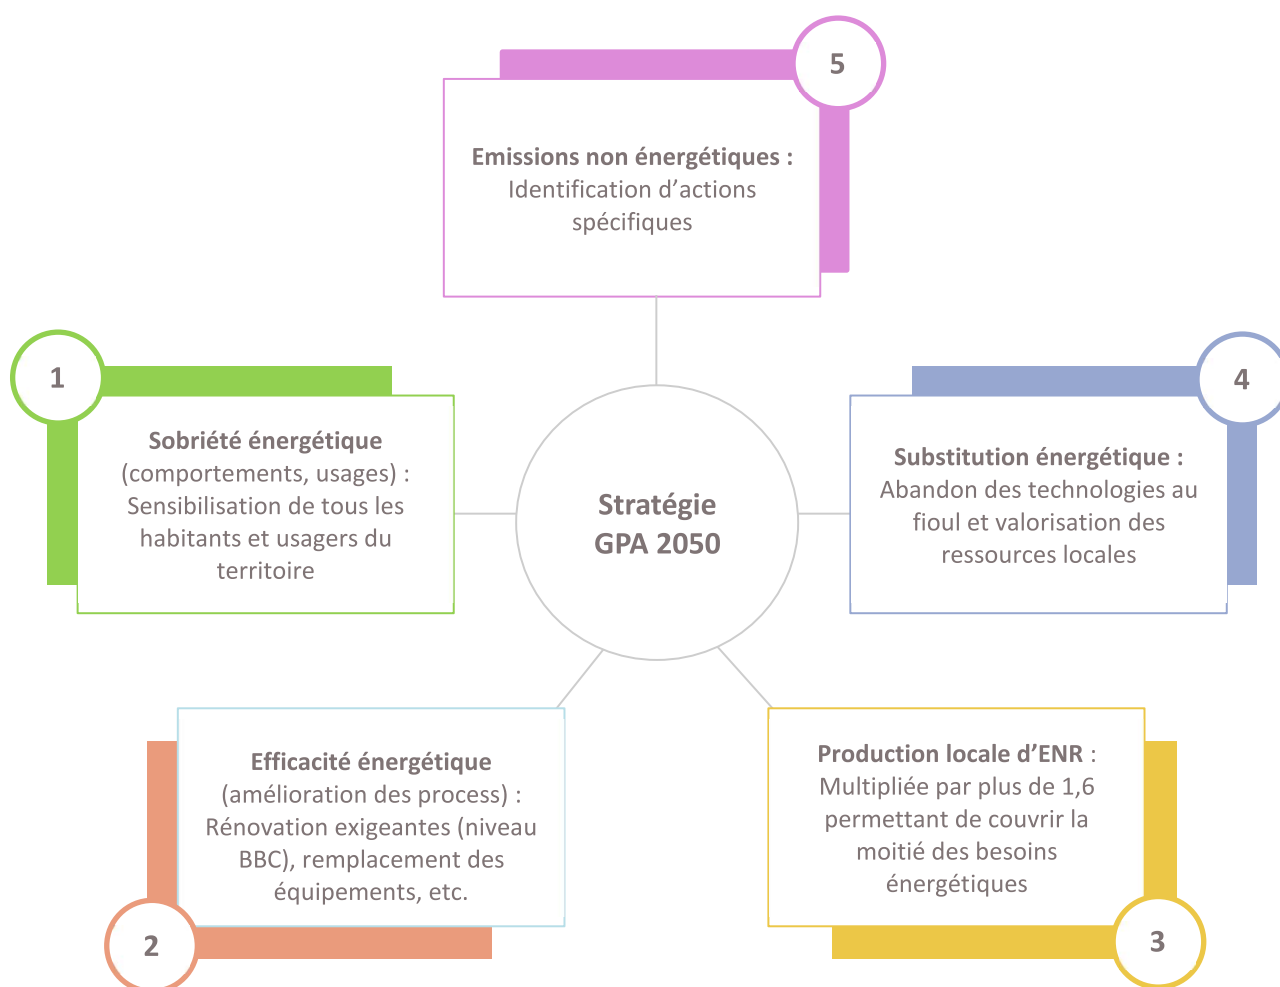 5
Emissions non énergétiques :
Identification d’actions
spécifiques
1
Sobriété énergétique
(comportements, usages) :
Sensibilisation de tous les
habitants et usagers du
territoire
Stratégie
GPA 2050
4
Substitution énergétique :
Abandon des technologies au
fioul et valorisation des
ressources locales
Efficacité énergétique
(amélioration des process) :
Rénovation exigeantes (niveau
BBC), remplacement des
équipements, etc.
2
Production locale d’ENR :
Multipliée par plus de 1,6
permettant de couvrir la
moitié des besoins
énergétiques
3